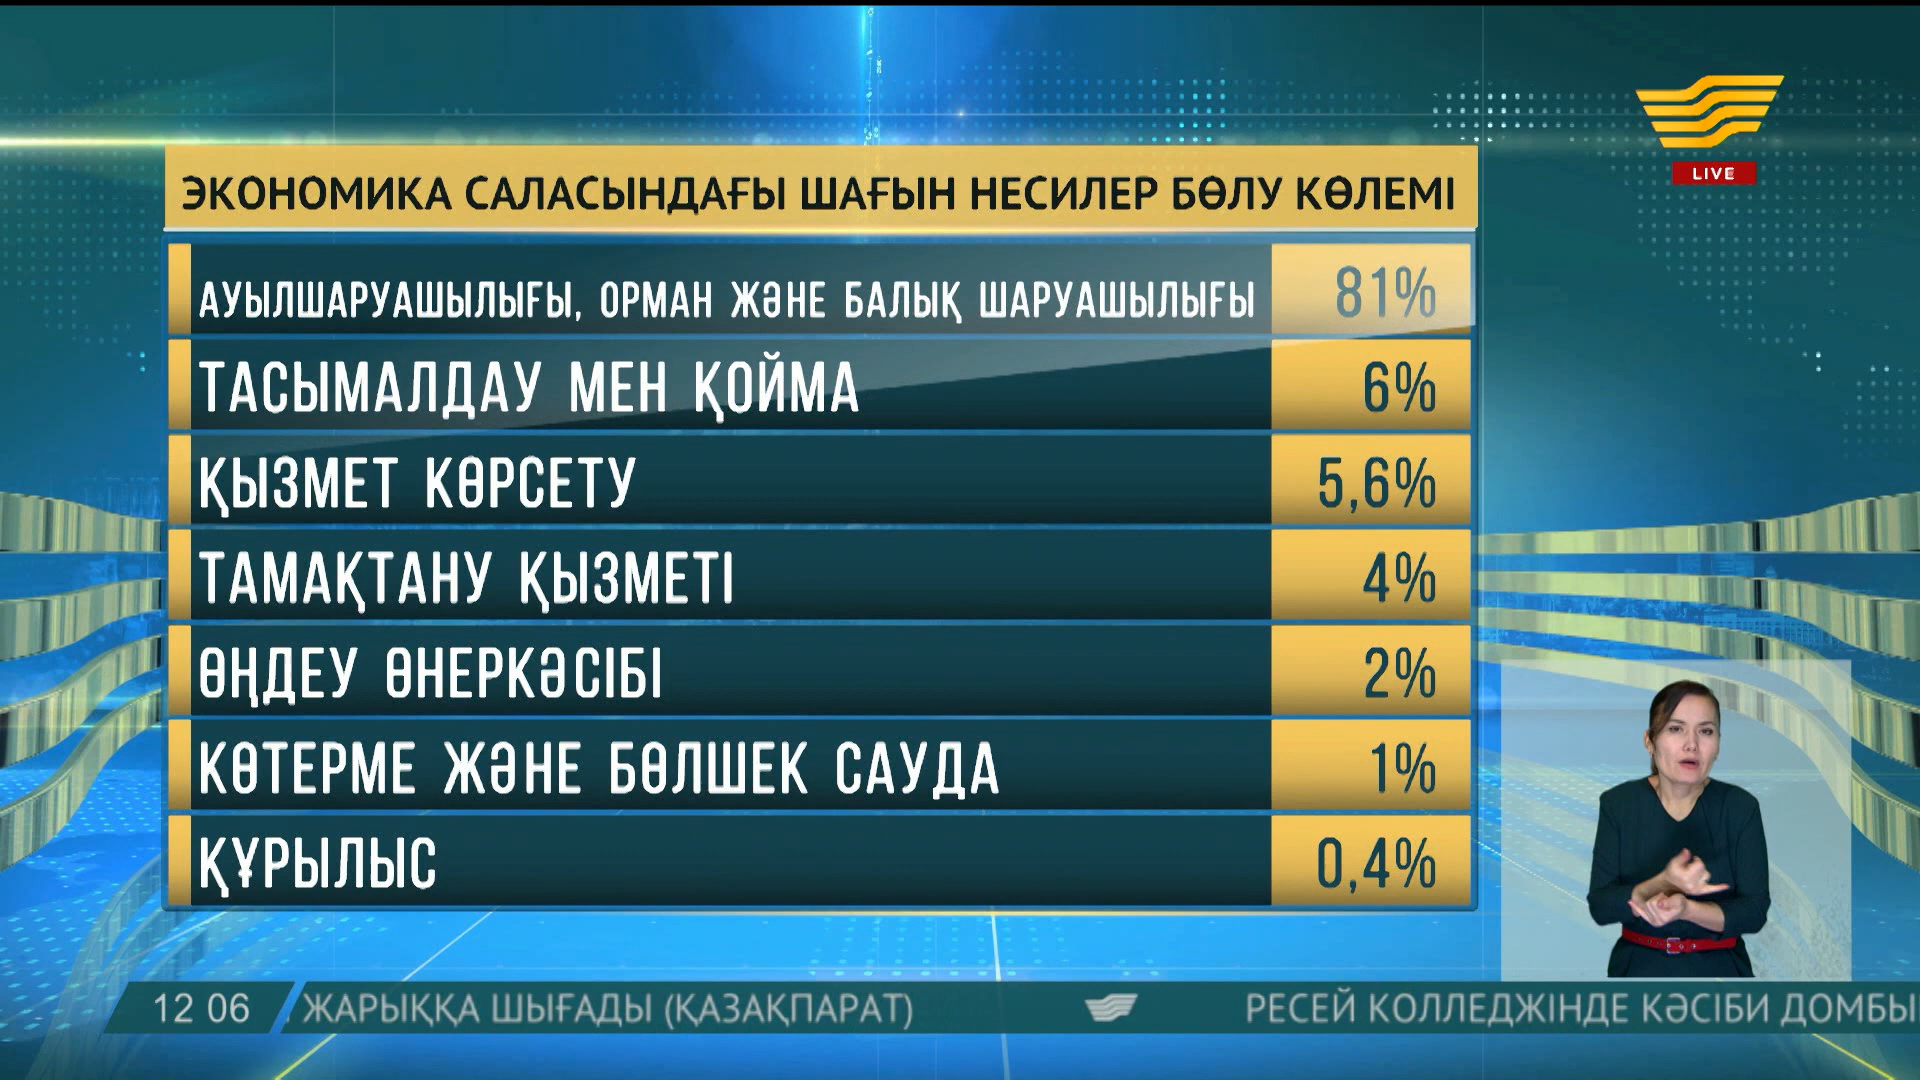 LIVE
ЭКОНОМИКА САЛАСЫНДАҒЫ ШАҒЫН НЕСИЛЕР БӨЛУ КӨЛЕМІ
АУЫЛШАРУАШЫЛЫҒЫ, ОРМАН ЖӘНЕ БАЛЫҚ ШАРУАШЫЛЫҒЫ 81%
ТАСЫМАЛДАУ МЕН ҚОЙМА 6%
ҚЫЗМЕТ КӨРСЕТУ 5,6%
ТАМАҚТАНУ ҚЫЗМЕТІ 4%
ӨҢДЕУ ӨНЕРКӘСІБІ 2%
КӨТЕРМЕ ЖӘНЕ БӨЛШЕК САУДА 1%
ҚҰРЫЛЫС 0,4%
12 06 ЖАРЫҚҚА ШЫҒАДЫ (ҚАЗАҚПАРАТ) РЕСЕЙ КОЛЛЕДЖІНДЕ КӘСІБИ ДОМБЫ